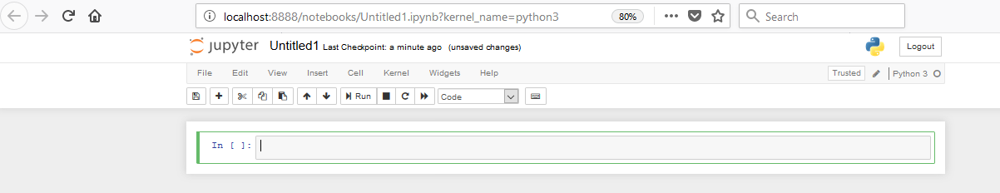 localhost:8888/notebooks/Untitled1.ipynb?kernel_name=python3 80% Search
jupyter Untitled1 Last Checkpoint: a minute ago (unsaved changes) Logout
File Edit View Insert Cell Kernel Widgets Help Trusted Python 3
Run Code
In [ ]: